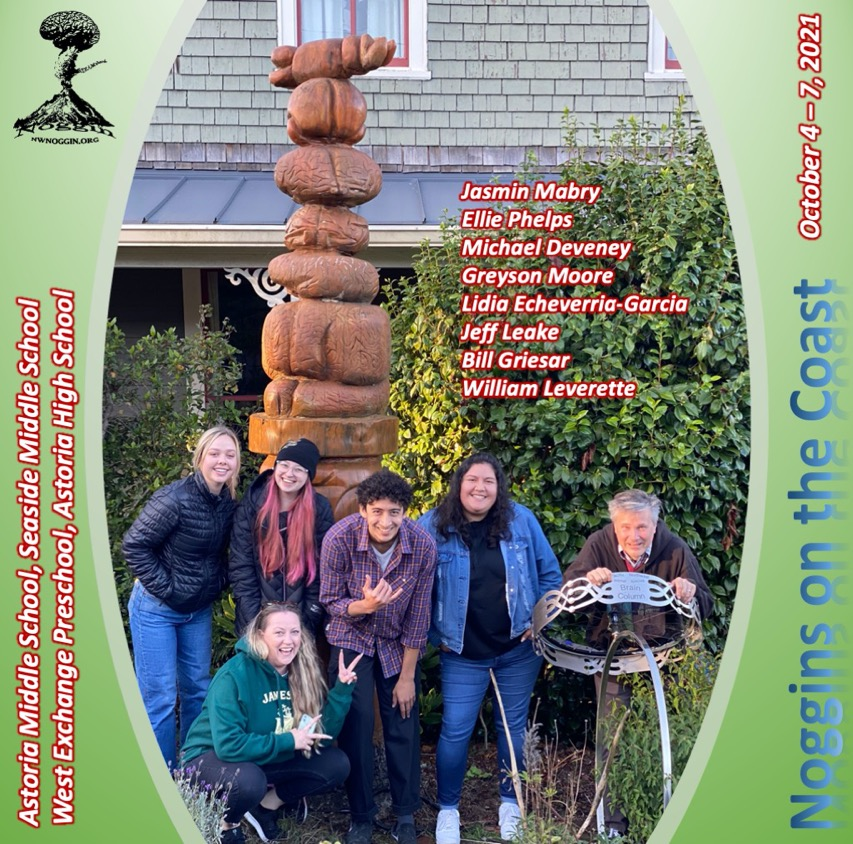 Noggin
NWNOGGIN.ORG
October 4 – 7, 2021
Jasmin Mabry
Ellie Phelps
Michael Deveney
Greyson Moore
Lidia Echeverria-Garcia
Jeff Leake
Bill Griesar
William Leverette
Astoria Middle School, Seaside Middle School
West Exchange Preschool, Astoria High School
Noggins on the Coast
Brain
Column